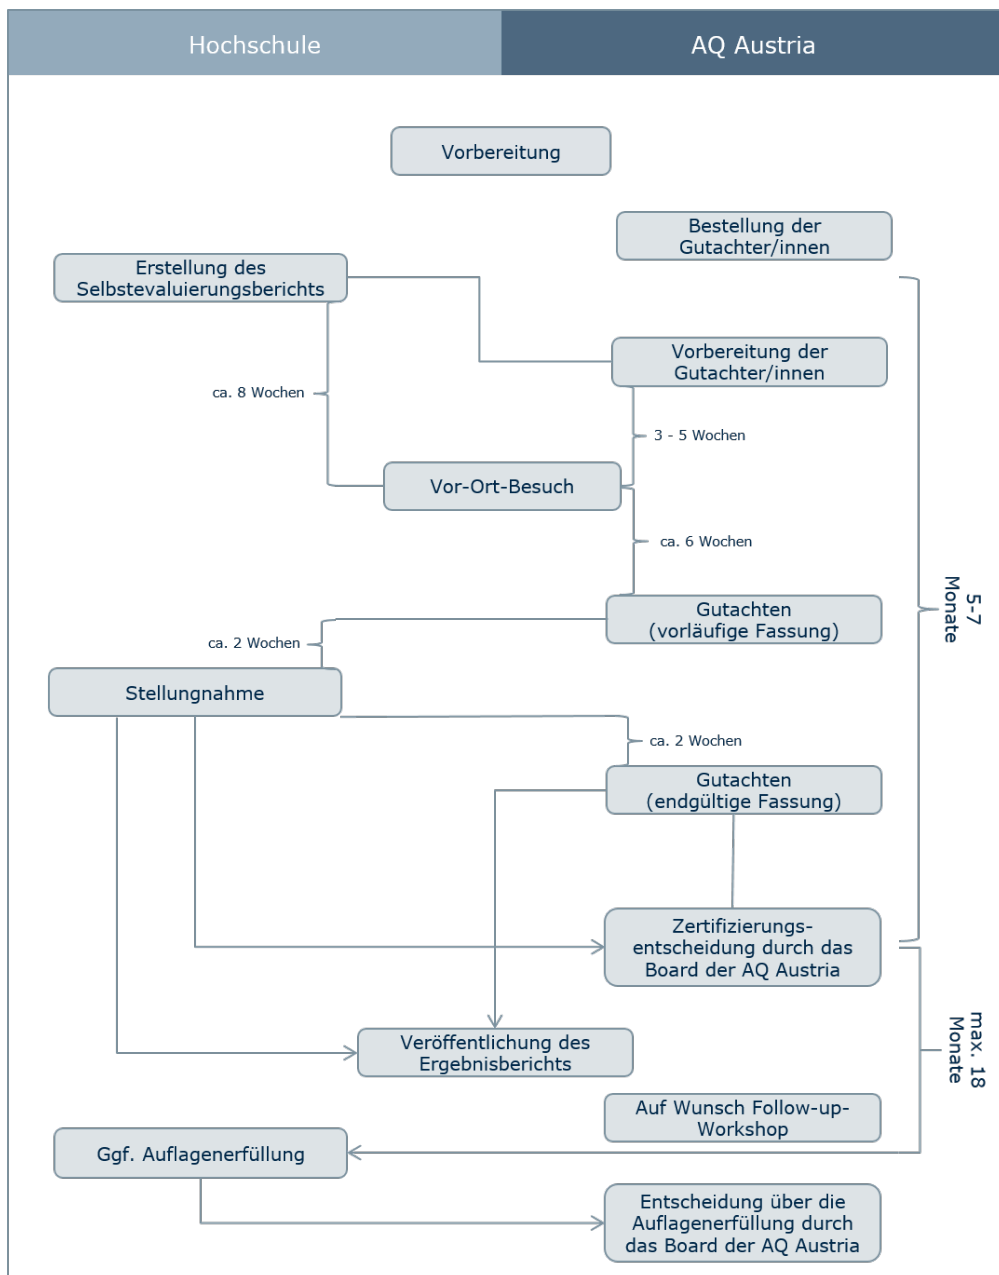 Hochschule
AQ Austria
Vorbereitung
Bestellung der
Gutachter/innen
Erstellung des
Selbstevaluierungsberichts
Vorbereitung der
Gutachter/innen
ca. 8 Wochen
3 - 5 Wochen
Vor-Ort-Besuch
ca. 6 Wochen
5-7
Monate
Gutachten
(vorläufige Fassung)
ca. 2 Wochen
Stellungnahme
ca. 2 Wochen
Gutachten
(endgültige Fassung)
Zertifizierungs-
entscheidung durch das
Board der AQ Austria
max. 18
Monate
Veröffentlichung des
Ergebnisberichts
Auf Wunsch Follow-up-
Workshop
Ggf. Auflagenerfüllung
Entscheidung über die
Auflagenerfüllung durch
das Board der AQ Austria